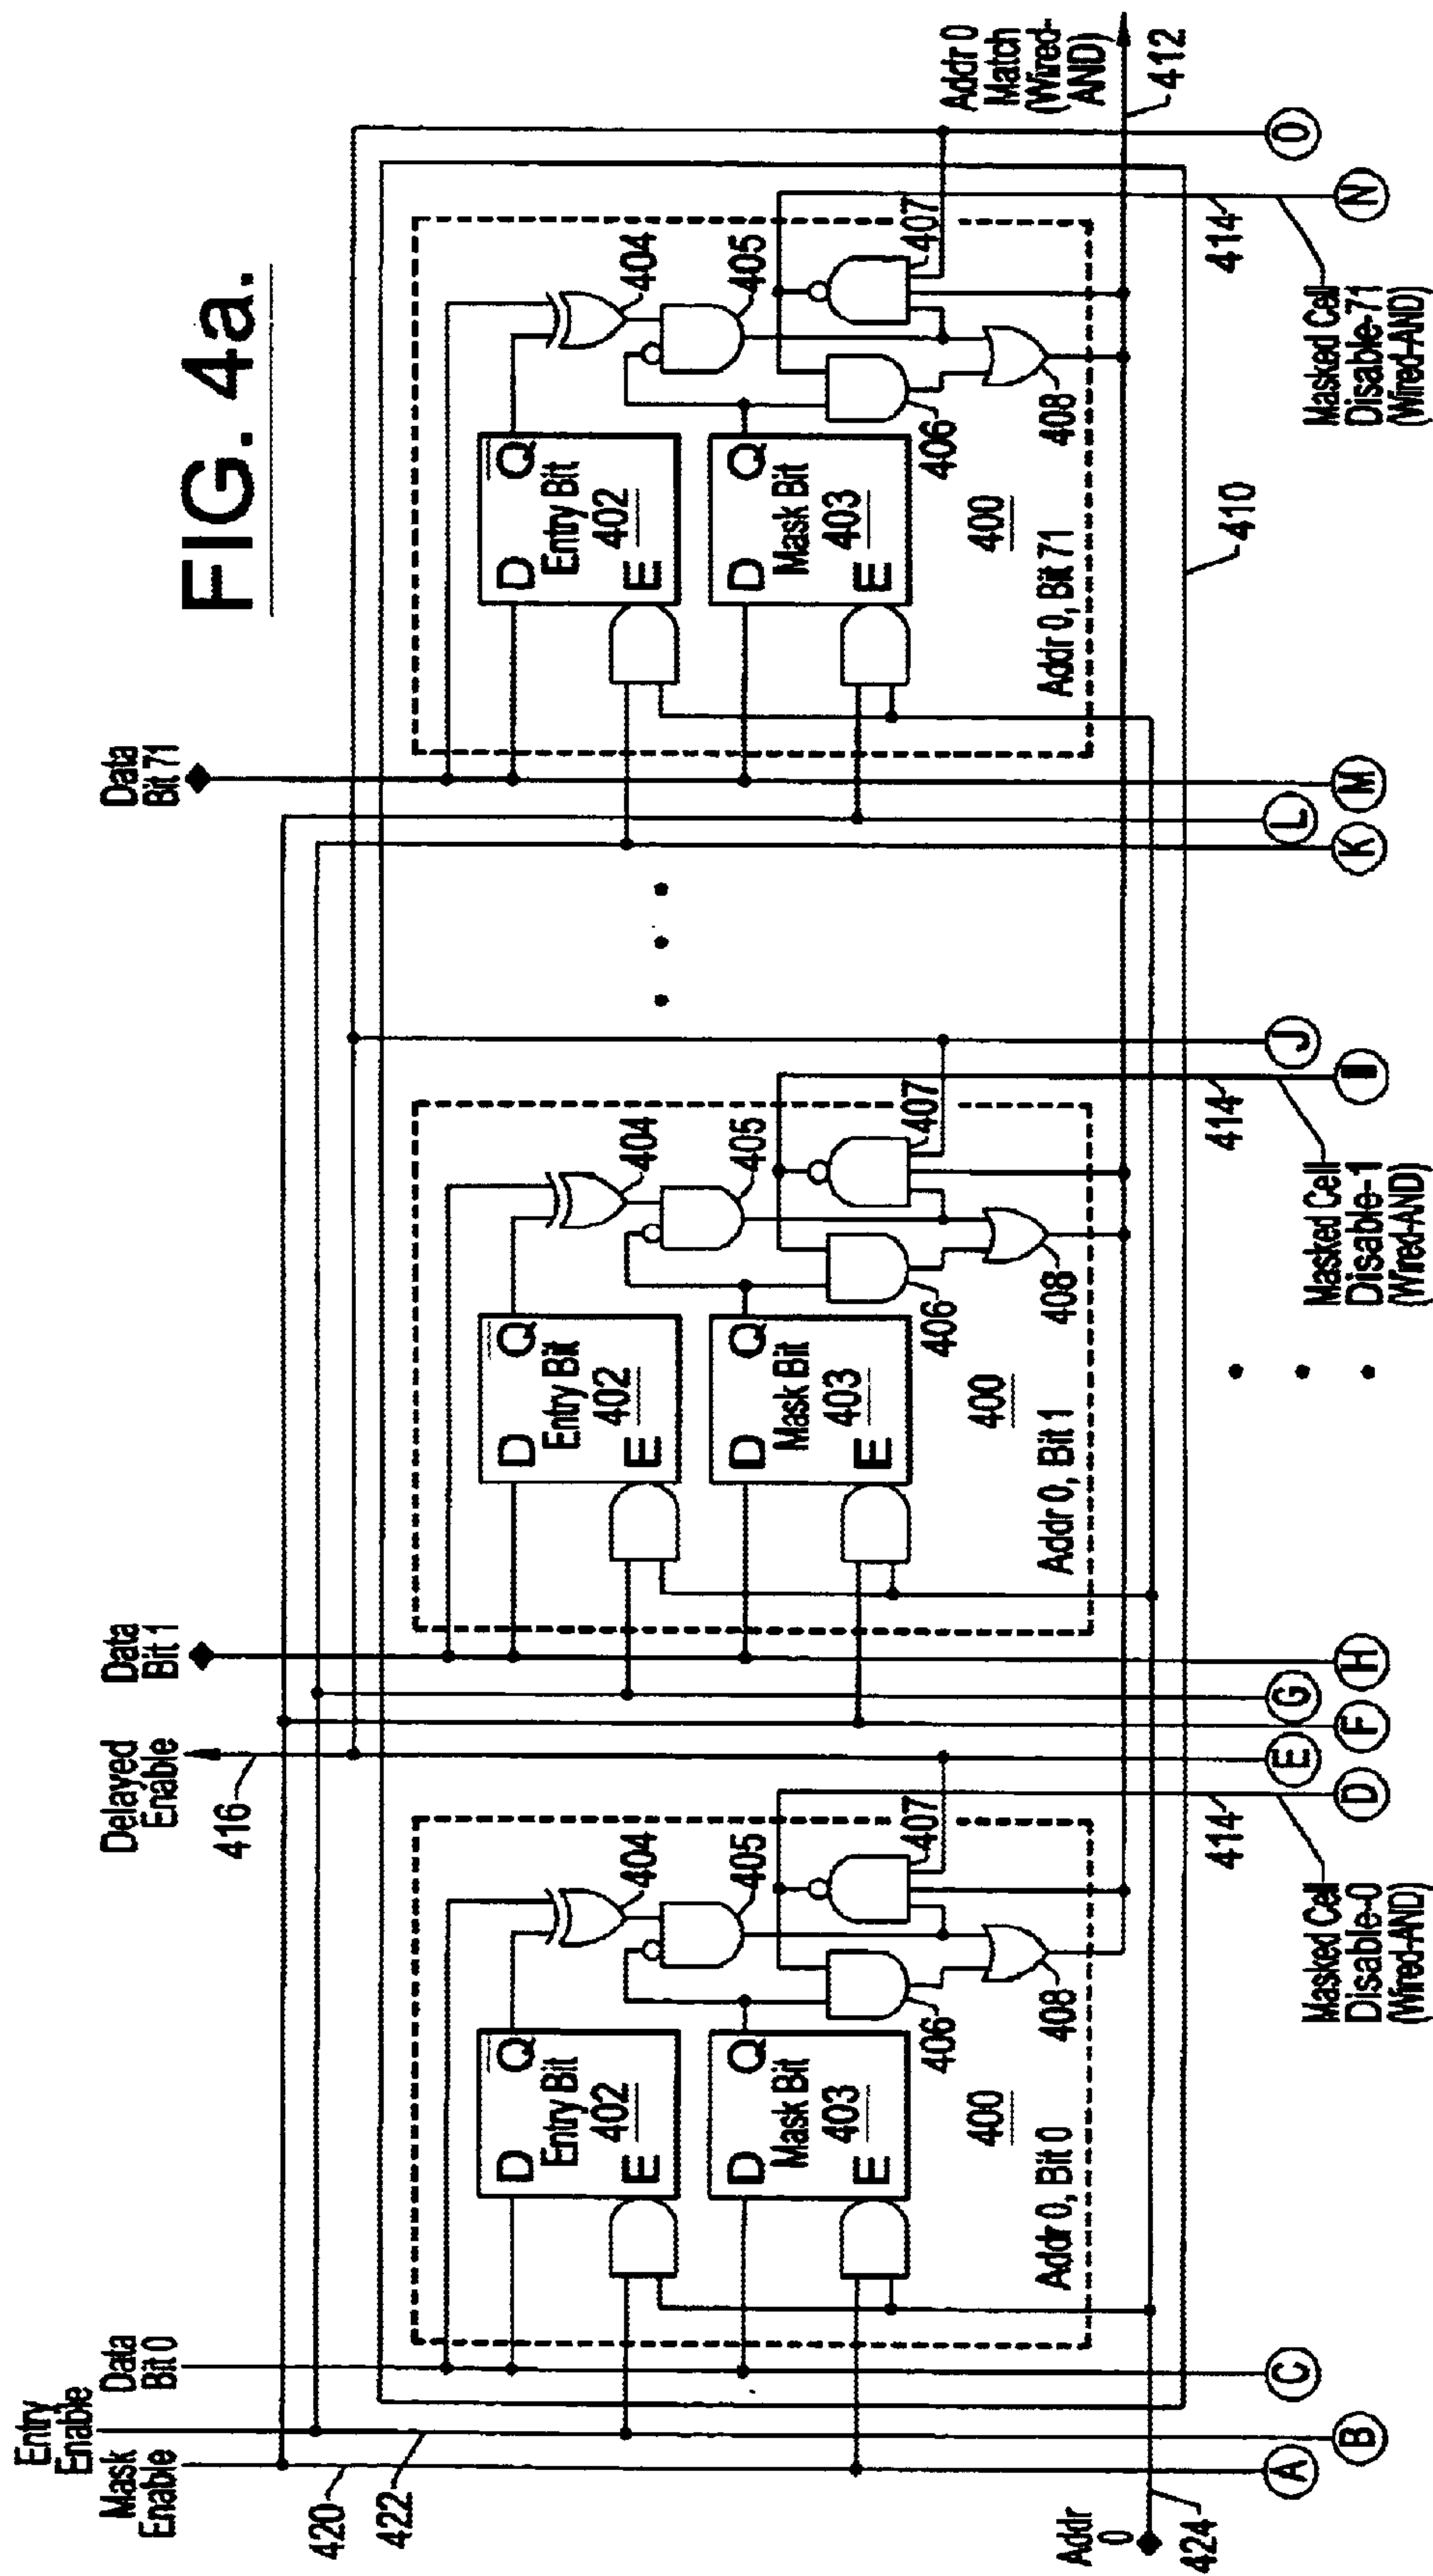 FIG. 4a.
Mask
Enable
Entry
Enable
Data
Bit 0
Delayed
Enable
Data
Bit 1
Data
Bit 71
420
422
416
D
Q
Entry Bit
402
E
D
Q
Mask Bit
403
E
404
405
406
407
408
400
Addr 0, Bit 0
D
Q
Entry Bit
402
E
D
Q
Mask Bit
403
E
404
405
406
407
408
400
Addr 0, Bit 1
D
Q
Entry Bit
402
E
D
Q
Mask Bit
403
E
404
405
406
407
408
400
Addr 0, Bit 71
Addr 0
Match
(Wired-
AND)
412
Addr
0
424
410
414
414
414
A
B
C
D
E
F
G
H
J
K
L
M
N
O
Masked Cell
Disable-0
(Wired-AND)
Masked Cell
Disable-1
(Wired-AND)
Masked Cell
Disable-71
(Wired-AND)